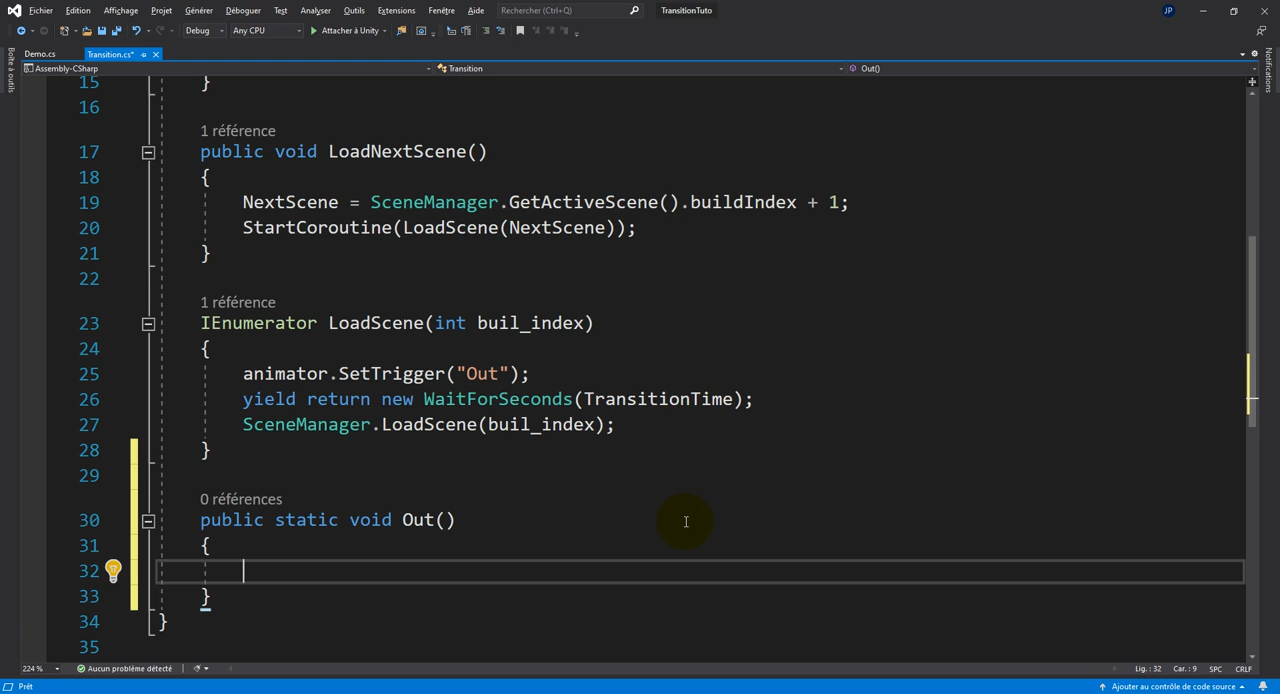 Fichier Edition Affichage Projet Générer Déboguer Test Analyser Outils Extensions Fenêtre Aide Rechercher (Ctrl+Q) TransitionTuto JP
Debug Any CPU Attacher à Unity
Boîte à outils
Notifications
Demo.cs Transition.cs*
Assembly-CSharp Transition Out()
15 }
16
1 référence
17 public void LoadNextScene()
18 {
19 NextScene = SceneManager.GetActiveScene().buildIndex + 1;
20 StartCoroutine(LoadScene(NextScene));
21 }
22
1 référence
23 IEnumerator LoadScene(int buil_index)
24 {
25 animator.SetTrigger("Out");
26 yield return new WaitForSeconds(TransitionTime);
27 SceneManager.LoadScene(buil_index);
28 }
29
0 références
30 public static void Out()
31 {
32
33 }
34 }
35
224 % Aucun problème détecté Lig. : 32 Car. : 9 SPC CRLF
Prêt Ajouter au contrôle de code source